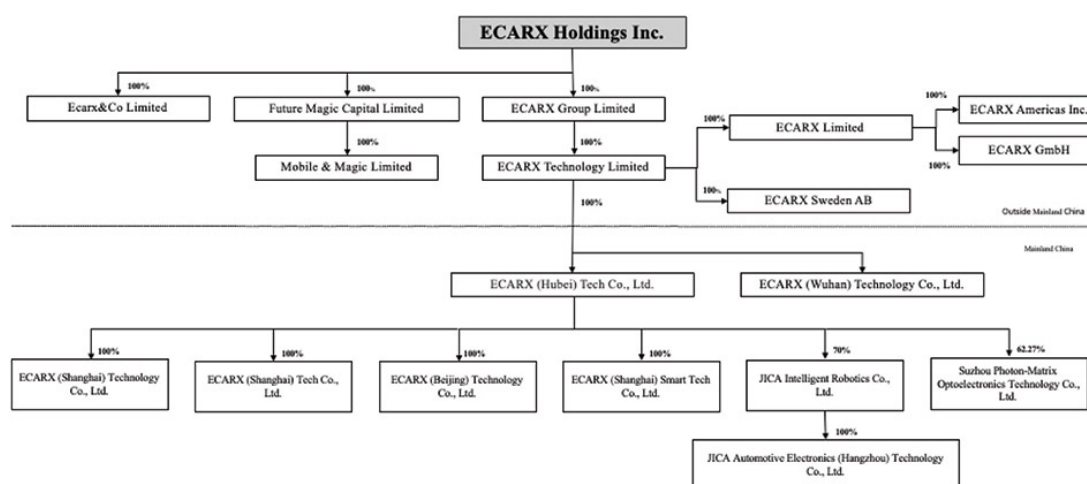 ECARX Holdings Inc.
100%
100%
100%
Ecarx&Co Limited
Future Magic Capital Limited
ECARX Group Limited
100%
100%
Mobile & Magic Limited
ECARX Technology Limited
100%
ECARX Limited
100%
ECARX Americas Inc.
100%
ECARX GmbH
100%
ECARX Sweden AB
100%
Outside Mainland China
Mainland China
ECARX (Hubei) Tech Co., Ltd.
ECARX (Wuhan) Technology Co., Ltd.
100%
100%
100%
100%
70%
62.27%
ECARX (Shanghai) Technology
Co., Ltd.
ECARX (Shanghai) Tech Co.,
Ltd.
ECARX (Beijing) Technology
Co., Ltd.
ECARX (Shanghai) Smart Tech
Co., Ltd.
JICA Intelligent Robotics Co.,
Ltd.
Suzhou Photon-Matrix
Optoelectronics Technology Co.,
Ltd.
100%
JICA Automotive Electronics (Hangzhou) Technology
Co., Ltd.